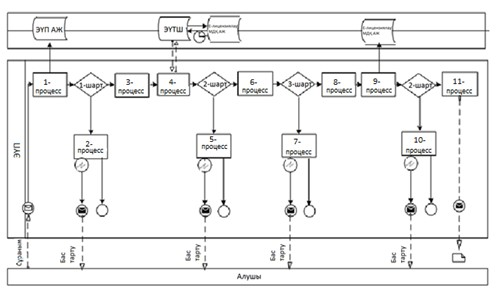 ЭҮП АЖ
ЭҮТШ
1-
процесс
1-шарт
3-
процесс
4-
процесс
2-шарт
6-
процесс
3-шарт
8-
процесс
9-
процесс
2-шарт
11-
процесс
2-
процесс
5-
процесс
7-
процесс
10-
процесс
ЭҮП
Сұраным
Бас
тарту
Бас
тарту
Бас
тарту
Бас
тарту
Алушы